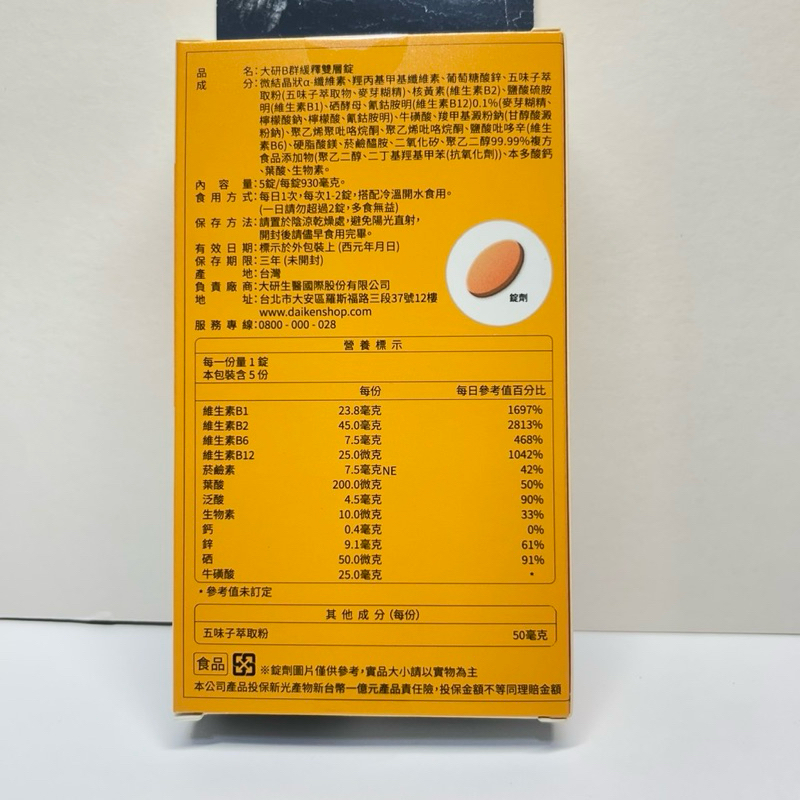 品名:大研B群緩釋雙層錠
成分:微結晶狀α-纖維素、羥丙基甲基纖維素、葡萄糖酸鋅、五味子萃
取粉(五味子萃取物、麥芽糊精)、核黃素(維生素B2)、鹽酸硫胺
明(維生素B1)、硒酵母、氰鈷胺明(維生素B12)0.1%(麥芽糊精、
檸檬酸鈉、檸檬酸、氰鈷胺明)、牛磺酸、羧甲基澱粉鈉(甘醇酸澱
粉鈉)、聚乙烯聚吡咯烷酮、聚乙烯吡咯烷酮、鹽酸吡哆辛(維生
素B6)、硬脂酸鎂、菸鹼醯胺、二氧化矽、聚乙二醇99.99%複方
食品添加物(聚乙二醇、二丁基羥基甲苯(抗氧化劑))、本多酸鈣
、葉酸、生物素。
內容量:5錠/每錠930毫克。
食用方式:每日1次,每次1-2錠,搭配冷溫開水食用。
(一日請勿超過2錠,多食無益)
保存方法:請置於陰涼乾燥處,避免陽光直射,
開封後請儘早食用完畢。
有效日期:標示於外包裝上(西元年月日)
保存期限:三年(未開封)
產地:台灣
負責廠商:大研生醫國際股份有限公司
地址:台北市大安區羅斯福路三段37號12樓
www.daikenshop.com
服務專線:0800-000-028
錠劑
營養標示
每一份量1錠
本包裝含5份
每份 每日參考值百分比
維生素B1 23.8毫克 1697%
維生素B2 45.0毫克 2813%
維生素B6 7.5毫克 468%
維生素B12 25.0微克 1042%
菸鹼素 7.5毫克NE 42%
葉酸 200.0微克 50%
泛酸 4.5毫克 90%
生物素 10.0微克 33%
鈣 0.4毫克 0%
鋅 9.1毫克 61%
硒 50.0微克 91%
牛磺酸 25.0毫克 •
•參考值未訂定
其他成分(每份)
五味子萃取粉 50毫克
食品 ※錠劑圖片僅供參考,實品大小請以實物為主
本公司產品投保新光產物新台幣一億元產品責任險,投保金額不等同理賠金額